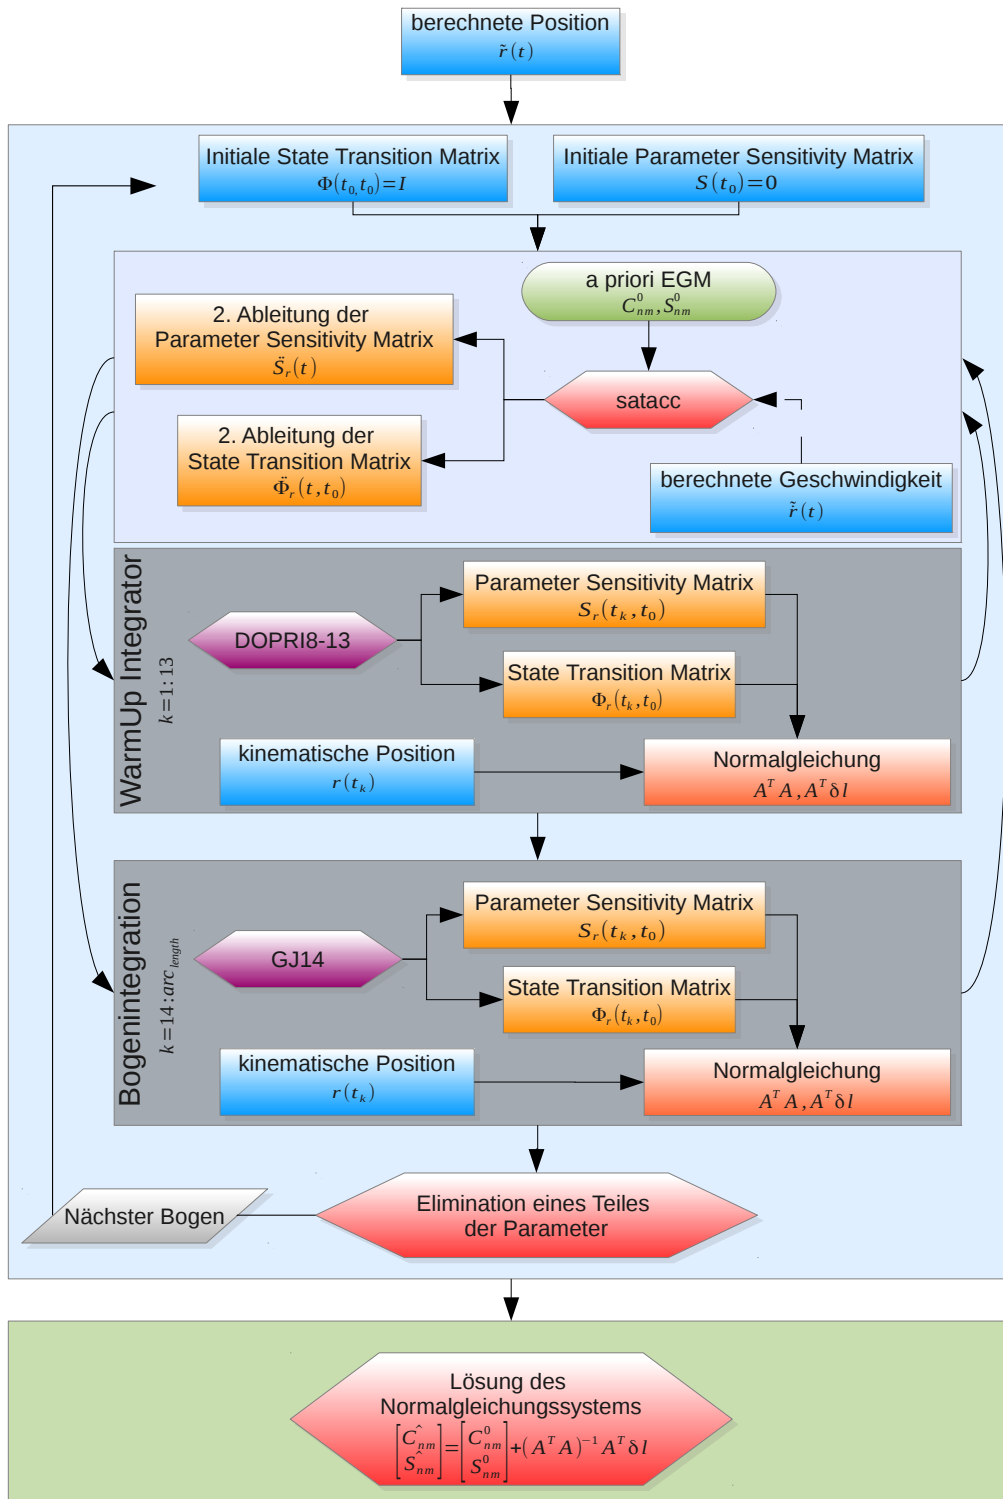 berechnete Position
r̃(t)
Initiale State Transition Matrix
Φ(t₀,t₀)=I
Initiale Parameter Sensitivity Matrix
S(t₀)=0
a priori EGM
C⁰ₙₘ, S⁰ₙₘ
2. Ableitung der
Parameter Sensitivity Matrix
S̈ᵣ(t)
satacc
2. Ableitung der
State Transition Matrix
Φ̈ᵣ(t,t₀)
berechnete Geschwindigkeit
r̃̇(t)
WarmUp Integrator
k=1:13
Parameter Sensitivity Matrix
Sᵣ(tₖ,t₀)
DOPRI8-13
State Transition Matrix
Φᵣ(tₖ,t₀)
kinematische Position
r(tₖ)
Normalgleichung
AᵀA, Aᵀδl
Bogenintegration
k=14:arc_length
Parameter Sensitivity Matrix
Sᵣ(tₖ,t₀)
GJ14
State Transition Matrix
Φᵣ(tₖ,t₀)
kinematische Position
r(tₖ)
Normalgleichung
AᵀA, Aᵀδl
Nächster Bogen
Elimination eines Teiles
der Parameter
Lösung des
Normalgleichungssystems
[Ĉₙₘ Ŝₙₘ]=[C⁰ₙₘ S⁰ₙₘ]+(AᵀA)⁻¹Aᵀδl